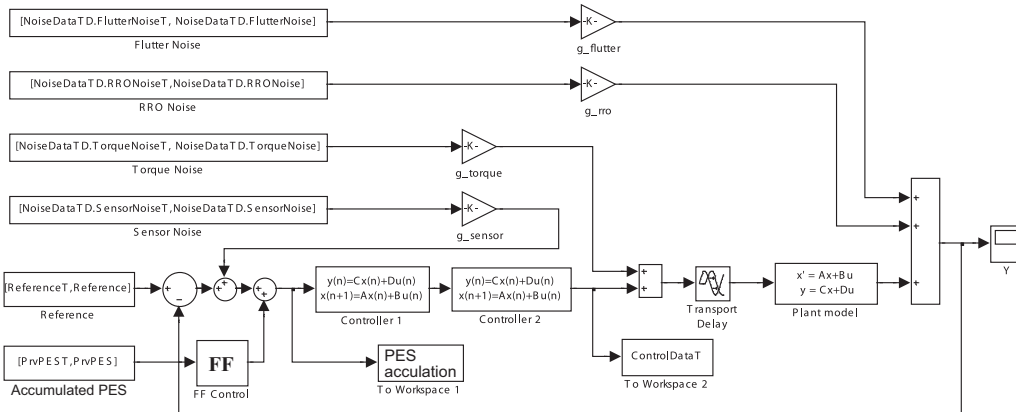 [NoiseDataTD.FlutterNoiseT, NoiseDataTD.FlutterNoise]
Flutter Noise
-K-
g_flutter
[NoiseDataTD.RRONoiseT,NoiseDataTD.RRONoise]
RRO Noise
-K-
g_rro
[NoiseDataTD.TorqueNoiseT, NoiseDataTD.TorqueNoise]
Torque Noise
-K-
g_torque
[NoiseDataTD.SensorNoiseT,NoiseDataTD.SensorNoise]
Sensor Noise
-K-
g_sensor
[ReferenceT,Reference]
Reference
y(n)=Cx(n)+Du(n)
x(n+1)=Ax(n)+Bu(n)
Controller 1
y(n)=Cx(n)+Du(n)
x(n+1)=Ax(n)+Bu(n)
Controller 2
Transport
Delay
x' = Ax+Bu
y = Cx+Du
Plant model
Y
[PrvPEST,PrvPES]
Accumulated PES
FF
FF Control
PES
acculation
To Workspace 1
ControlDataT
To Workspace 2